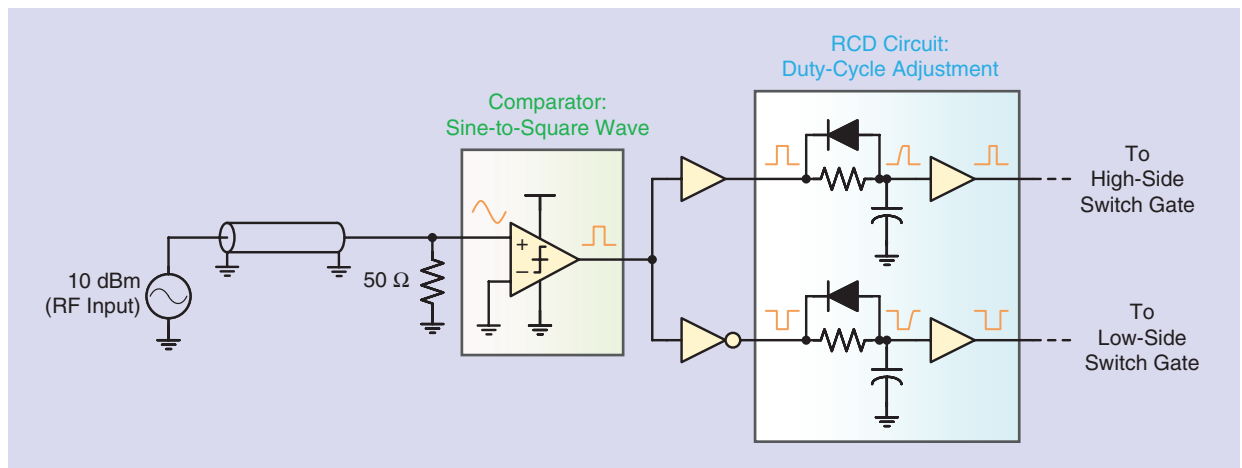 RCD Circuit:
Duty-Cycle Adjustment
Comparator:
Sine-to-Square Wave
To
High-Side
Switch Gate
+
−
10 dBm
(RF Input)
50 Ω
To
Low-Side
Switch Gate